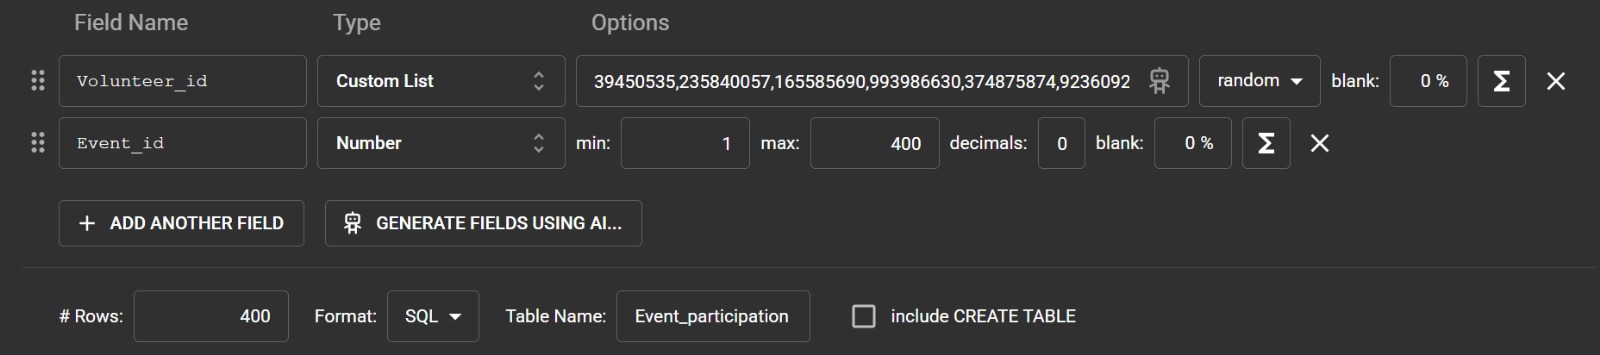 Field Name Type Options
Volunteer_id Custom List 39450535,235840057,165585690,993986630,374875874,9236092 random blank: 0 % Σ
Event_id Number min: 1 max: 400 decimals: 0 blank: 0 % Σ
+ ADD ANOTHER FIELD GENERATE FIELDS USING AI...
# Rows: 400 Format: SQL Table Name: Event_participation include CREATE TABLE